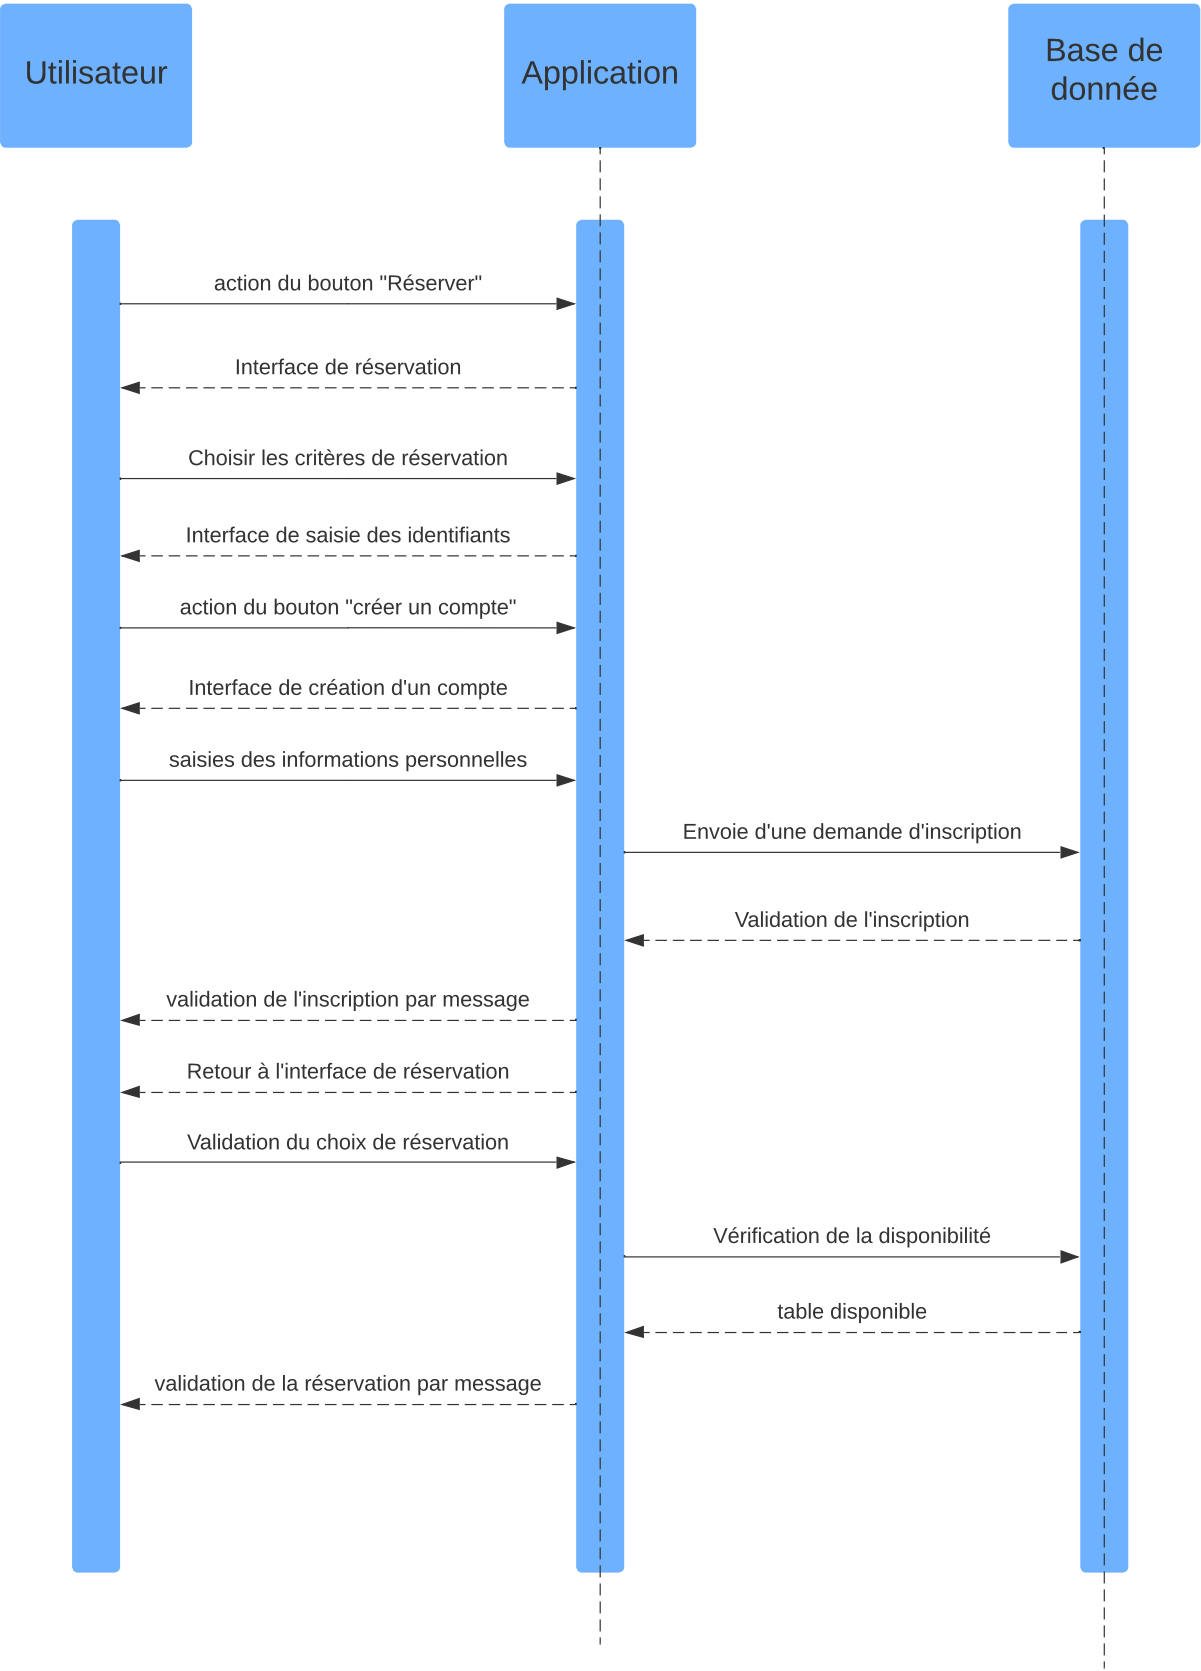 Utilisateur
Application
Base de
donnée
action du bouton "Réserver"
Interface de réservation
Choisir les critères de réservation
Interface de saisie des identifiants
action du bouton "créer un compte"
Interface de création d'un compte
saisies des informations personnelles
Envoie d'une demande d'inscription
Validation de l'inscription
validation de l'inscription par message
Retour à l'interface de réservation
Validation du choix de réservation
Vérification de la disponibilité
table disponible
validation de la réservation par message